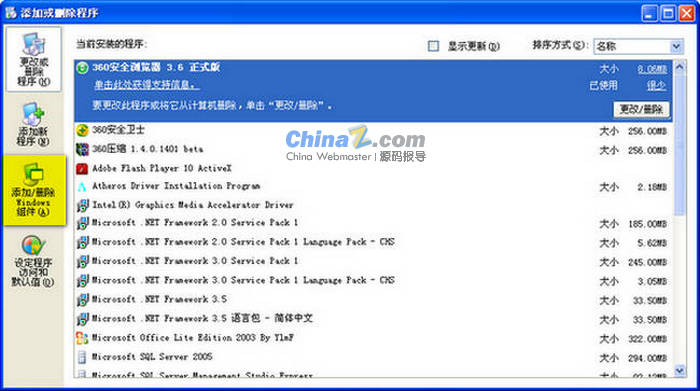 添加或删除程序
更改或
删除
程序(H)
添加新
程序(N)
添加/删除
Windows
组件(A)
设定程序
访问和
默认值(O)
当前安装的程序:
显示更新(D)
排序方式(S):
名称
360安全浏览器 3.6 正式版
大小
8.06MB
单击此处获得支持信息。
已使用
很少
要更改此程序或将它从计算机删除,单击“更改/删除”。
更改/删除
360安全卫士
大小 256.00MB
360压缩 1.4.0.1401 beta
大小 256.00MB
Adobe Flash Player 10 ActiveX
Atheros Driver Installation Program
大小 2.18MB
Intel(R) Graphics Media Accelerator Driver
Microsoft .NET Framework 2.0 Service Pack 1
大小 185.00MB
Microsoft .NET Framework 2.0 Service Pack 1 Language Pack - CHS
大小 5.62MB
Microsoft .NET Framework 3.0 Service Pack 1
大小 245.00MB
Microsoft .NET Framework 3.0 Service Pack 1 Language Pack - CHS
大小 3.05MB
Microsoft .NET Framework 3.5
大小 33.50MB
Microsoft .NET Framework 3.5 语言包 - 简体中文
大小 33.50MB
Microsoft Office Lite Edition 2003 By YlmF
大小 322.00MB
Microsoft SQL Server 2005
大小 294.00MB
Microsoft SQL Server Management Studio Express
大小
ChinaZ.com
China Webmaster | 源码报导